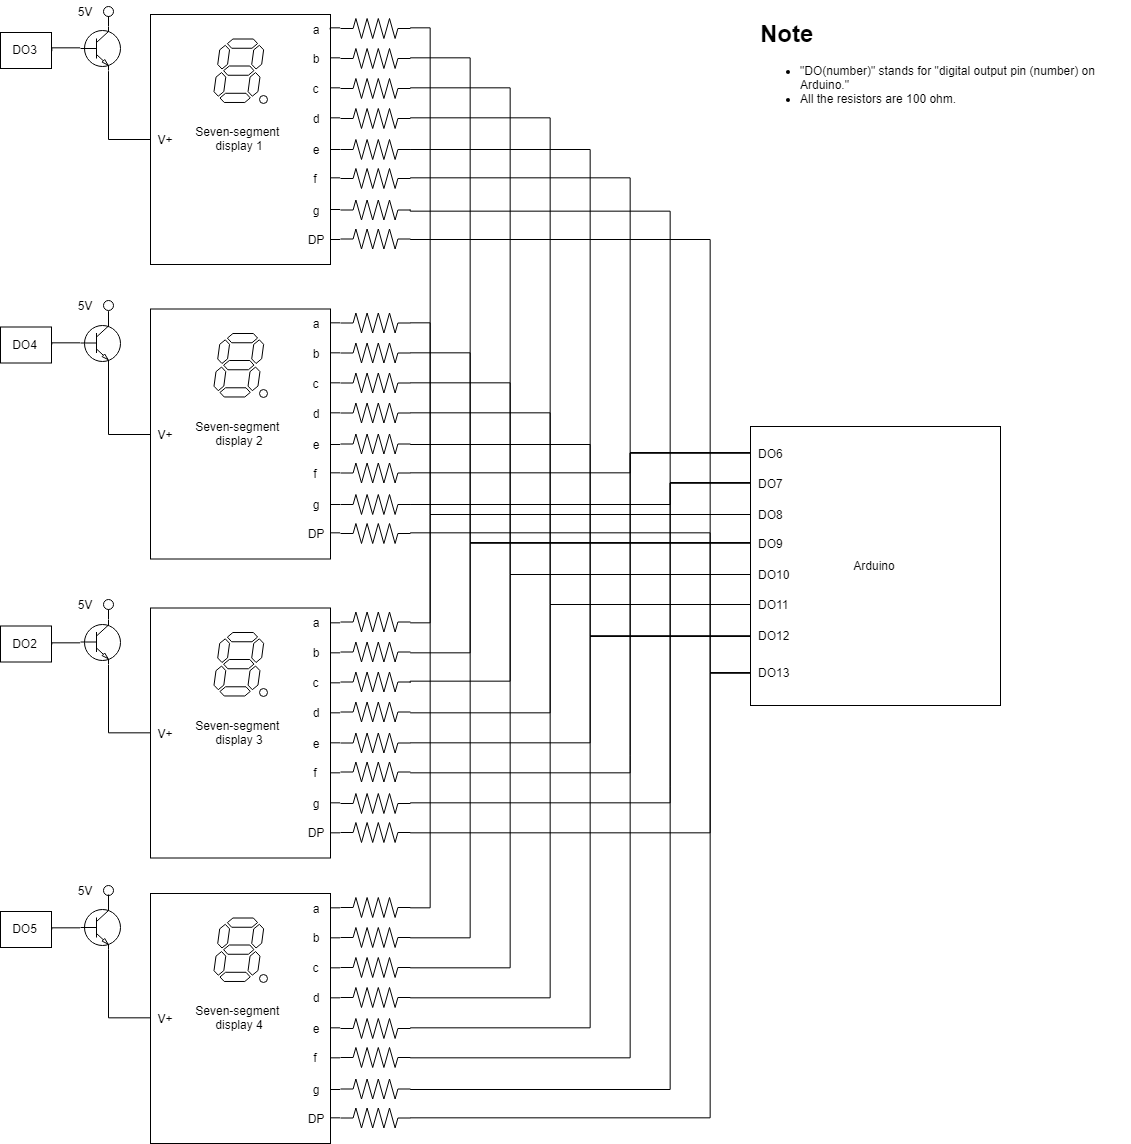 5V
DO3
V+
Seven-segment
display 1
a
b
c
d
e
f
g
DP
Note
"DO(number)" stands for "digital output pin (number) on
Arduino."
All the resistors are 100 ohm.
5V
DO4
V+
Seven-segment
display 2
a
b
c
d
e
f
g
DP
DO6
DO7
DO8
DO9
DO10
DO11
DO12
DO13
Arduino
5V
DO2
V+
Seven-segment
display 3
a
b
c
d
e
f
g
DP
5V
DO5
V+
Seven-segment
display 4
a
b
c
d
e
f
g
DP